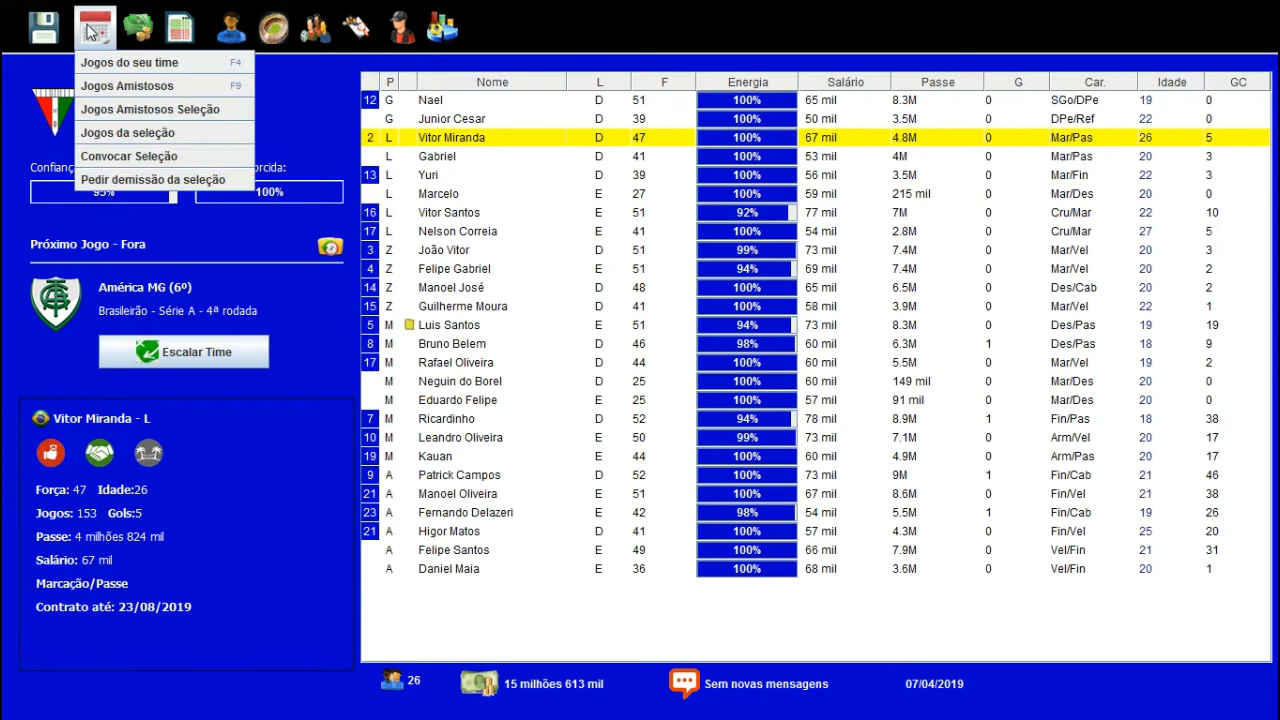 Jogos do seu time F4
Jogos Amistosos F9
Jogos Amistosos Seleção
Jogos da seleção
Convocar Seleção
Pedir demissão da seleção
95% 100%
Próximo Jogo - Fora
América MG (6º)
Brasileirão - Série A - 4ª rodada
Escalar Time
Vitor Miranda - L
Força: 47 Idade:26
Jogos: 153 Gols:5
Passe: 4 milhões 824 mil
Salário: 67 mil
Marcação/Passe
Contrato até: 23/08/2019
P Nome L F Energia Salário Passe G Car. Idade GC
12 G Nael D 51 100% 65 mil 8.3M 0 SGo/DPe 19 0
G Junior Cesar D 39 100% 50 mil 3.5M 0 DPe/Ref 22 0
2 L Vitor Miranda D 47 100% 67 mil 4.8M 0 Mar/Pas 26 5
L Gabriel D 41 100% 53 mil 4M 0 Mar/Pas 20 3
13 L Yuri D 39 100% 56 mil 3.5M 0 Mar/Fin 22 3
L Marcelo E 27 100% 59 mil 215 mil 0 Mar/Des 20 0
16 L Vitor Santos E 51 92% 77 mil 7M 0 Cru/Mar 22 10
17 L Nelson Correia E 41 100% 54 mil 2.8M 0 Cru/Mar 27 5
3 Z João Vitor D 51 99% 73 mil 7.4M 0 Mar/Vel 20 3
4 Z Felipe Gabriel E 51 94% 69 mil 7.4M 0 Mar/Vel 20 2
14 Z Manoel José D 48 100% 65 mil 6.5M 0 Des/Cab 20 2
15 Z Guilherme Moura D 41 100% 58 mil 3.9M 0 Mar/Vel 22 1
5 M Luis Santos E 51 94% 73 mil 8.3M 0 Des/Pas 19 19
8 M Bruno Belem D 46 98% 60 mil 6.3M 1 Des/Pas 18 9
17 M Rafael Oliveira D 44 100% 60 mil 5.5M 0 Mar/Vel 19 2
M Neguin do Borel D 25 100% 60 mil 149 mil 0 Mar/Des 20 0
M Eduardo Felipe E 25 100% 57 mil 91 mil 0 Mar/Des 20 0
7 M Ricardinho D 52 94% 78 mil 8.9M 1 Fin/Pas 18 38
10 M Leandro Oliveira E 50 99% 73 mil 7.1M 0 Arm/Vel 20 17
19 M Kauan E 44 100% 60 mil 4.9M 0 Arm/Pas 20 17
9 A Patrick Campos D 52 100% 73 mil 9M 1 Fin/Cab 21 46
21 A Manoel Oliveira E 51 100% 67 mil 8.6M 0 Fin/Vel 21 38
23 A Fernando Delazeri E 42 98% 54 mil 5.5M 1 Fin/Cab 19 26
21 A Higor Matos D 41 100% 57 mil 4.3M 0 Fin/Vel 25 20
A Felipe Santos E 49 100% 66 mil 7.9M 0 Vel/Fin 21 31
A Daniel Maia E 36 100% 68 mil 3.6M 0 Vel/Fin 20 1
26 15 milhões 613 mil Sem novas mensagens 07/04/2019